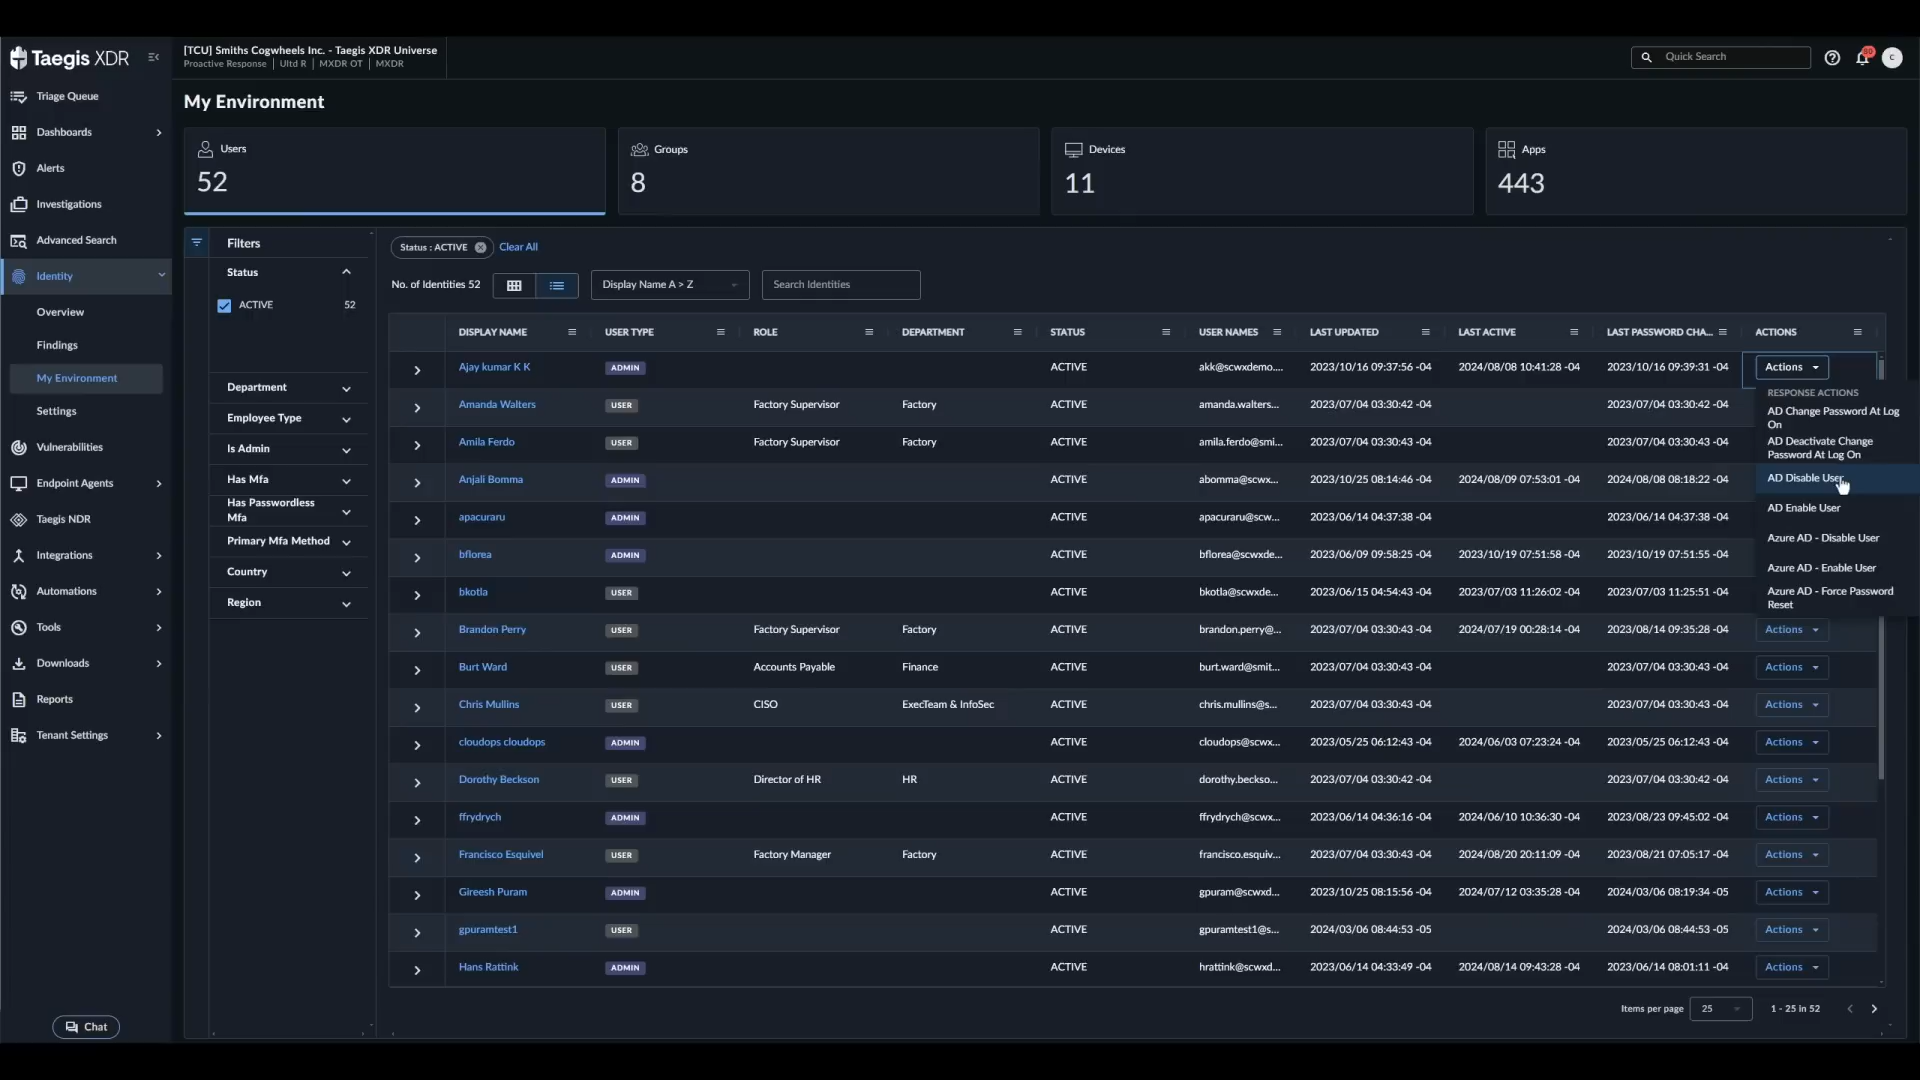 Taegis XDR
[TCU] Smiths Cogwheels Inc. - Taegis XDR Universe
Proactive Response | Ultd R | MXDR OT | MXDR
Quick Search
C
Triage Queue
Dashboards
Alerts
Investigations
Advanced Search
Identity
Overview
Findings
My Environment
Settings
Vulnerabilities
Endpoint Agents
Taegis NDR
Integrations
Automations
Tools
Downloads
Reports
Tenant Settings
Chat
My Environment
Users
52
Groups
8
Devices
11
Apps
443
Filters
Status
ACTIVE 52
Department
Employee Type
Is Admin
Has Mfa
Has Passwordless
Mfa
Primary Mfa Method
Country
Region
Status : ACTIVE Clear All
No. of Identities 52 Display Name A > Z Search Identities
DISPLAY NAME USER TYPE ROLE DEPARTMENT STATUS USER NAMES LAST UPDATED LAST ACTIVE LAST PASSWORD CHA... ACTIONS
Ajay kumar K K ADMIN ACTIVE akk@scwxdemo.... 2023/10/16 09:37:56 -04 2024/08/08 10:41:28 -04 2023/10/16 09:39:31 -04 Actions
Amanda Walters USER Factory Supervisor Factory ACTIVE amanda.walters... 2023/07/04 03:30:42 -04 2023/07/04 03:30:42 -04
Amila Ferdo USER Factory Supervisor Factory ACTIVE amila.ferdo@smi... 2023/07/04 03:30:43 -04 2023/07/04 03:30:43 -04
Anjali Bomma ADMIN ACTIVE abomma@scwx... 2023/10/25 08:14:46 -04 2024/08/09 07:53:01 -04 2024/08/08 08:18:22 -04
apacuraru ADMIN ACTIVE apacuraru@scw... 2023/06/14 04:37:38 -04 2023/06/14 04:37:38 -04
bflorea ADMIN ACTIVE bflorea@scwxde... 2023/06/09 09:58:25 -04 2023/10/19 07:51:58 -04 2023/10/19 07:51:55 -04
bkotla USER ACTIVE bkotla@scwxde... 2023/06/15 04:54:43 -04 2023/07/03 11:26:02 -04 2023/07/03 11:25:51 -04
Brandon Perry USER Factory Supervisor Factory ACTIVE brandon.perry@... 2023/07/04 03:30:43 -04 2024/07/19 00:28:14 -04 2023/08/14 09:35:28 -04 Actions
Burt Ward USER Accounts Payable Finance ACTIVE burt.ward@smit... 2023/07/04 03:30:43 -04 2023/07/04 03:30:43 -04 Actions
Chris Mullins USER CISO ExecTeam & InfoSec ACTIVE chris.mullins@s... 2023/07/04 03:30:43 -04 2023/07/04 03:30:43 -04 Actions
cloudops cloudops ADMIN ACTIVE cloudops@scwx... 2023/05/25 06:12:43 -04 2024/06/03 07:23:24 -04 2023/05/25 06:12:43 -04 Actions
Dorothy Beckson USER Director of HR HR ACTIVE dorothy.beckso... 2023/07/04 03:30:42 -04 2023/07/04 03:30:42 -04 Actions
ffrydrych ADMIN ACTIVE ffrydrych@scwx... 2023/06/14 04:36:16 -04 2024/06/10 10:36:30 -04 2023/08/23 09:45:02 -04 Actions
Francisco Esquivel USER Factory Manager Factory ACTIVE francisco.esquiv... 2023/07/04 03:30:43 -04 2024/08/20 20:11:09 -04 2023/08/21 07:05:17 -04 Actions
Gireesh Puram ADMIN ACTIVE gpuram@scwxd... 2023/10/25 08:15:56 -04 2024/07/12 03:35:28 -04 2024/03/06 08:19:34 -05 Actions
gpuramtest1 USER ACTIVE gpuramtest1@s... 2024/03/06 08:44:53 -05 2024/03/06 08:44:53 -05 Actions
Hans Rattink ADMIN ACTIVE hrattink@scwxd... 2023/06/14 04:33:49 -04 2024/08/14 09:43:28 -04 2023/06/14 08:01:11 -04 Actions
RESPONSE ACTIONS
AD Change Password At Log
On
AD Deactivate Change
Password At Log On
AD Disable User
AD Enable User
Azure AD - Disable User
Azure AD - Enable User
Azure AD - Force Password
Reset
Items per page 25 1 - 25 in 52